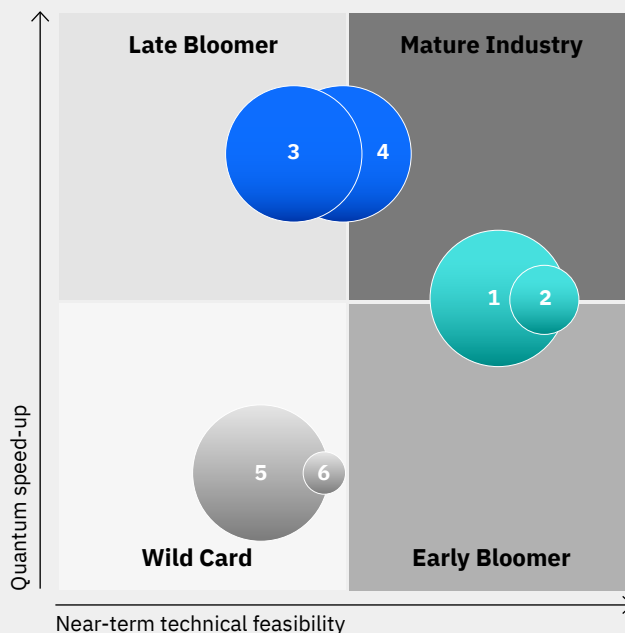 Late Bloomer
Mature Industry
3
4
1
2
5
6
Wild Card
Early Bloomer
Quantum speed-up
Near-term technical feasibility